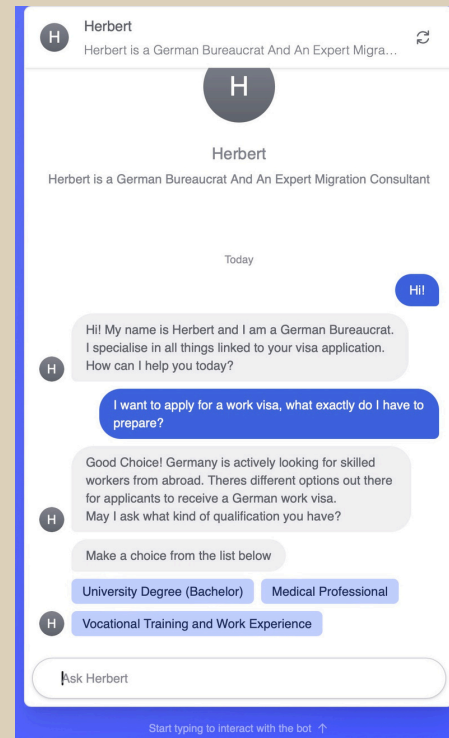 H
Herbert
Herbert is a German Bureaucrat And An Expert Migra...
H
Herbert
Herbert is a German Bureaucrat And An Expert Migration Consultant
Today
Hi!
Hi! My name is Herbert and I am a German Bureaucrat.
I specialise in all things linked to your visa application.
How can I help you today?
H
I want to apply for a work visa, what exactly do I have to
prepare?
Good Choice! Germany is actively looking for skilled
workers from abroad. Theres different options out there
for applicants to receive a German work visa.
May I ask what kind of qualification you have?
H
Make a choice from the list below
University Degree (Bachelor)
Medical Professional
H
Vocational Training and Work Experience
Ask Herbert
Start typing to interact with the bot ↑